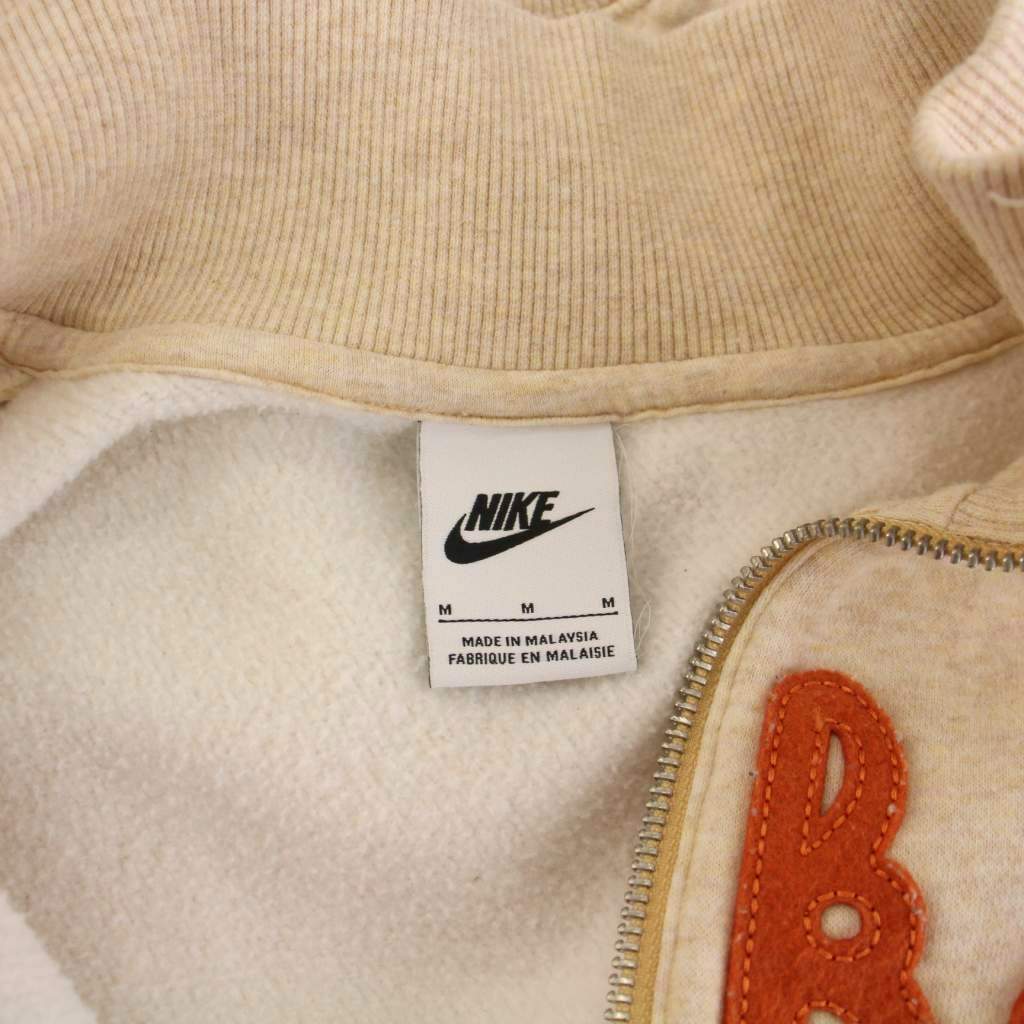 NIKE
M M M
MADE IN MALAYSIA
FABRIQUE EN MALAISIE